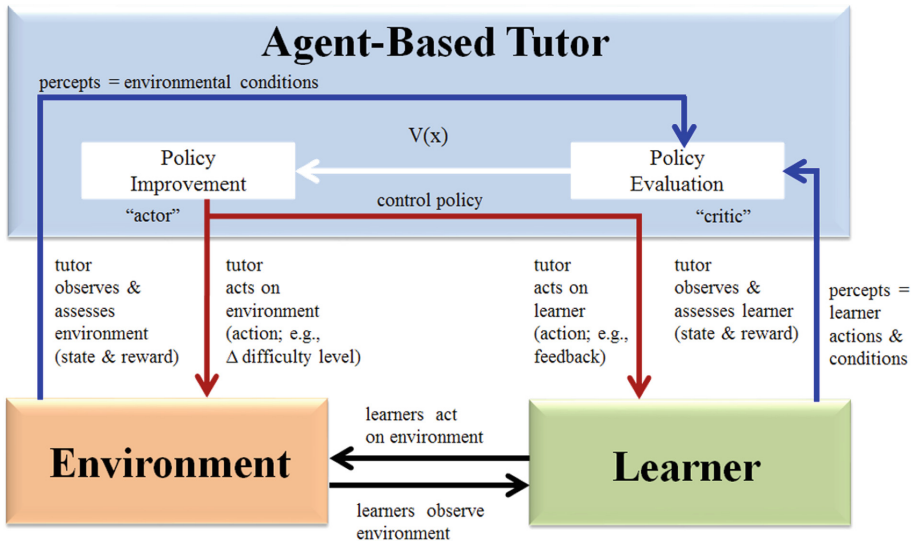 Agent-Based Tutor
percepts = environmental conditions
V(x)
Policy
Improvement
Policy
Evaluation
“actor”
control policy
“critic”
tutor
observes &
assesses
environment
(state & reward)
tutor
acts on
environment
(action; e.g.,
Δ difficulty level)
tutor
acts on
learner
(action; e.g.,
feedback)
tutor
observes &
assesses learner
(state & reward)
percepts =
learner
actions &
conditions
learners act
on environment
Environment
Learner
learners observe
environment